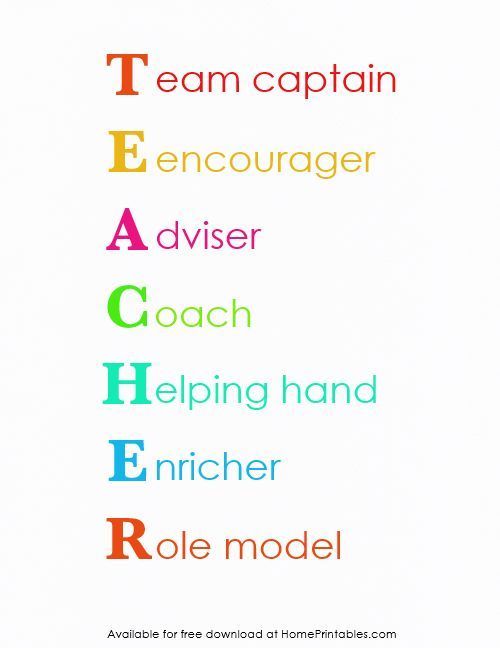 Team captain
Eencourager
Adviser
Coach
Helping hand
Enricher
Role model
Available for free download at HomePrintables.com